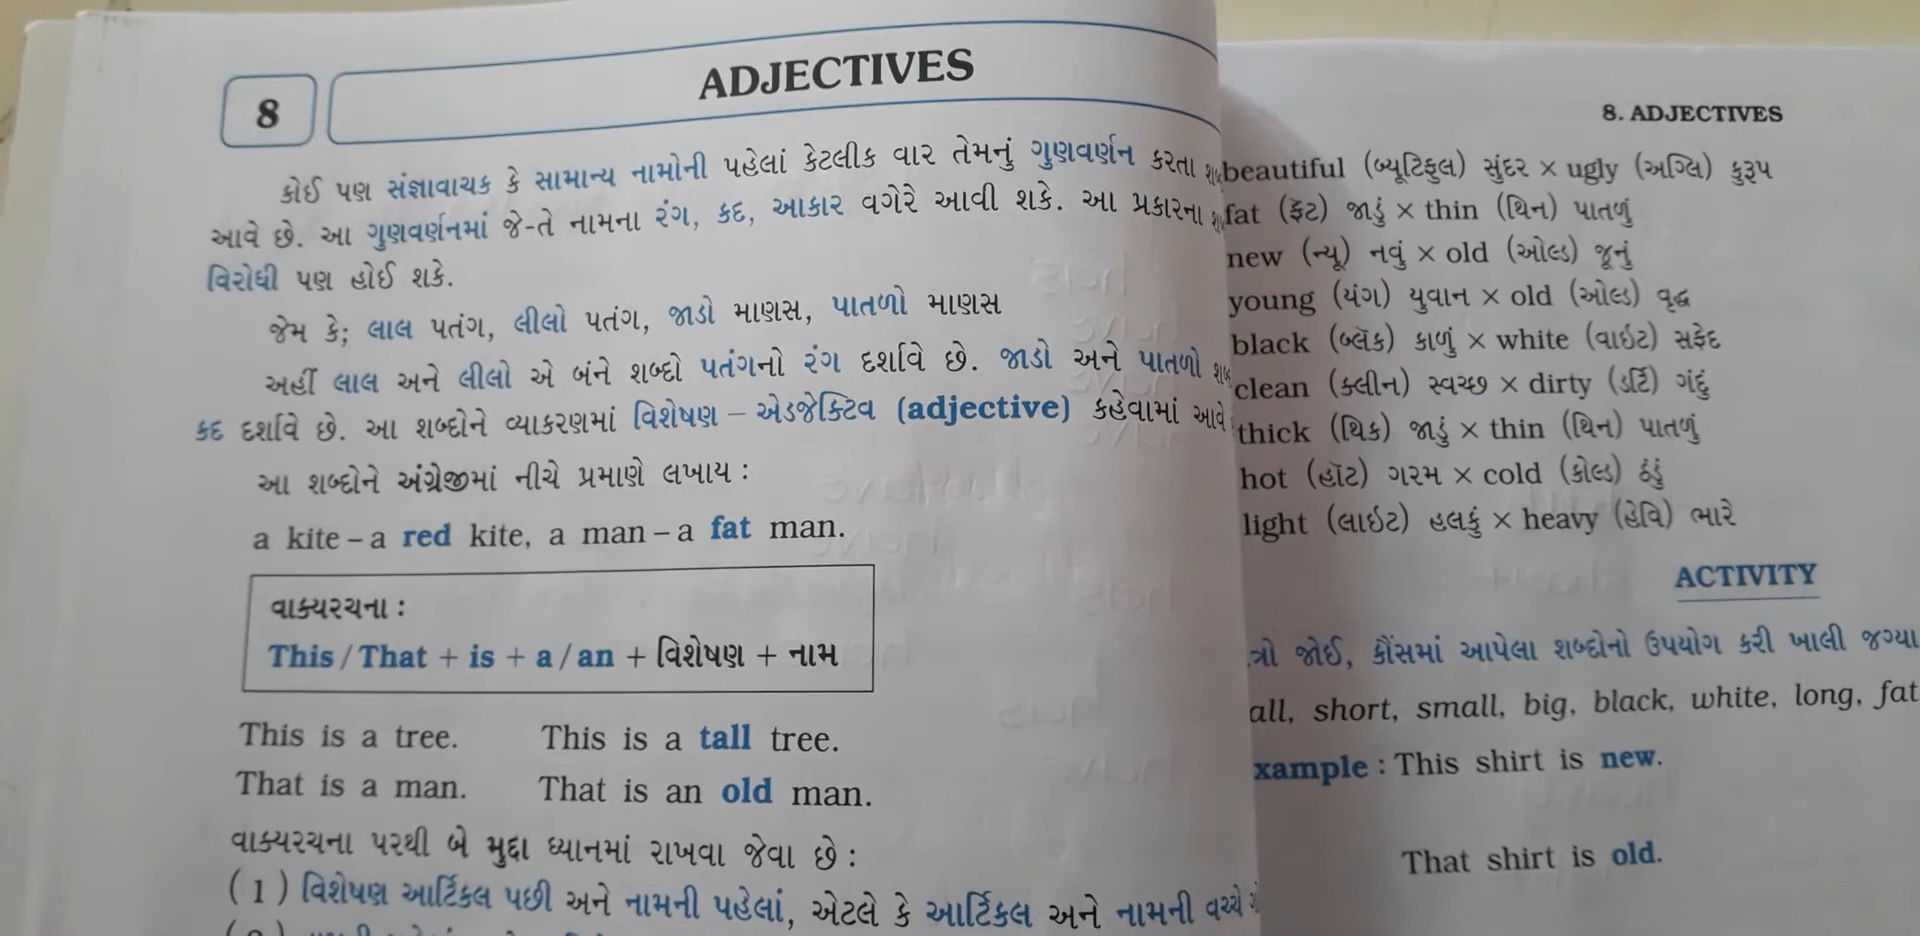 8
ADJECTIVES
કોઈ પણ સંજ્ઞાવાચક કે સામાન્ય નામોની પહેલાં કેટલીક વાર તેમનું ગુણવર્ણન કરતા
આવે છે. આ ગુણવર્ણનમાં જે-તે નામના રંગ, કદ, આકાર વગેરે આવી શકે. આ પ્રકારના
વિરોધી પણ હોઈ શકે.
જેમ કે; લાલ પતંગ, લીલો પતંગ, જાડો માણસ, પાતળો માણસ
અહીં લાલ અને લીલો એ બંને શબ્દો પતંગનો રંગ દર્શાવે છે. જાડો અને પાતળો
કદ દર્શાવે છે. આ શબ્દોને વ્યાકરણમાં વિશેષણ – એડજેક્ટિવ (adjective) કહેવામાં આવે
આ શબ્દોને અંગ્રેજીમાં નીચે પ્રમાણે લખાય :
a kite – a red kite, a man – a fat man.
વાક્યરચના :
This / That + is + a / an + વિશેષણ + નામ
This is a tree. This is a tall tree.
That is a man. That is an old man.
વાક્યરચના પરથી બે મુદ્દા ધ્યાનમાં રાખવા જેવા છે :
(1) વિશેષણ આર્ટિકલ પછી અને નામની પહેલાં, એટલે કે આર્ટિકલ અને નામની વચ્ચે
8. ADJECTIVES
beautiful (બ્યૂટિફુલ) સુંદર × ugly (અગ્લિ) કુરૂપ
fat (ફૅટ) જાડું × thin (થિન) પાતળું
new (ન્યૂ) નવું × old (ઓલ્ડ) જૂનું
young (યંગ) યુવાન × old (ઓલ્ડ) વૃદ્ધ
black (બ્લૅક) કાળું × white (વાઇટ) સફેદ
clean (ક્લીન) સ્વચ્છ × dirty (ડર્ટિ) ગંદું
thick (થિક) જાડું × thin (થિન) પાતળું
hot (હૉટ) ગરમ × cold (કોલ્ડ) ઠંડું
light (લાઇટ) હલકું × heavy (હેવિ) ભારે
ACTIVITY
ત્રો જોઈ, કૌંસમાં આપેલા શબ્દોનો ઉપયોગ કરી ખાલી જગ્યા
all, short, small, big, black, white, long, fat
xample : This shirt is new.
That shirt is old.